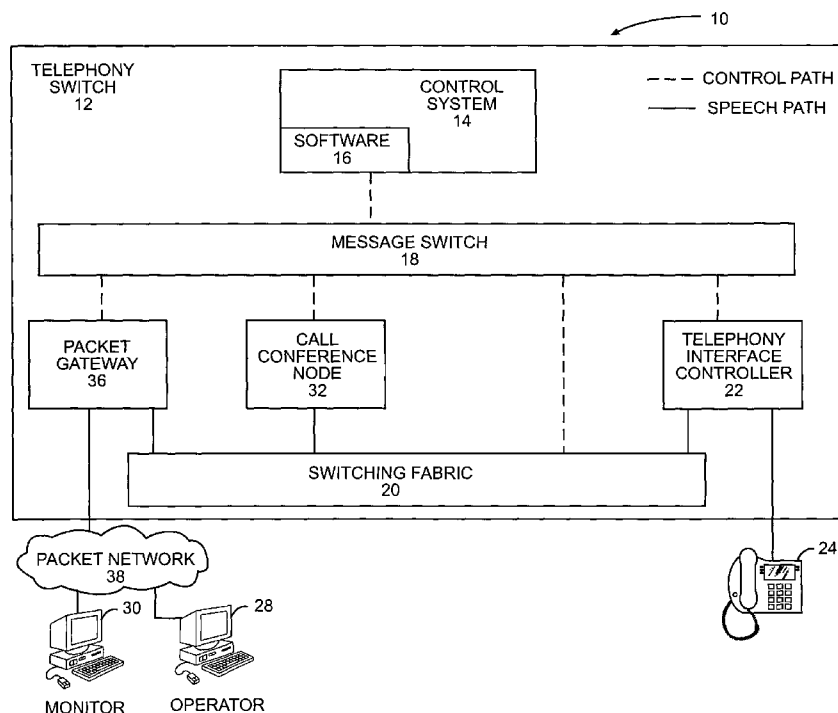 10
TELEPHONY
SWITCH
12
CONTROL
SYSTEM
14
SOFTWARE
16
CONTROL PATH
SPEECH PATH
MESSAGE SWITCH
18
PACKET
GATEWAY
36
CALL
CONFERENCE
NODE
32
TELEPHONY
INTERFACE
CONTROLLER
22
SWITCHING FABRIC
20
PACKET NETWORK
38
24
30
28
MONITOR
OPERATOR